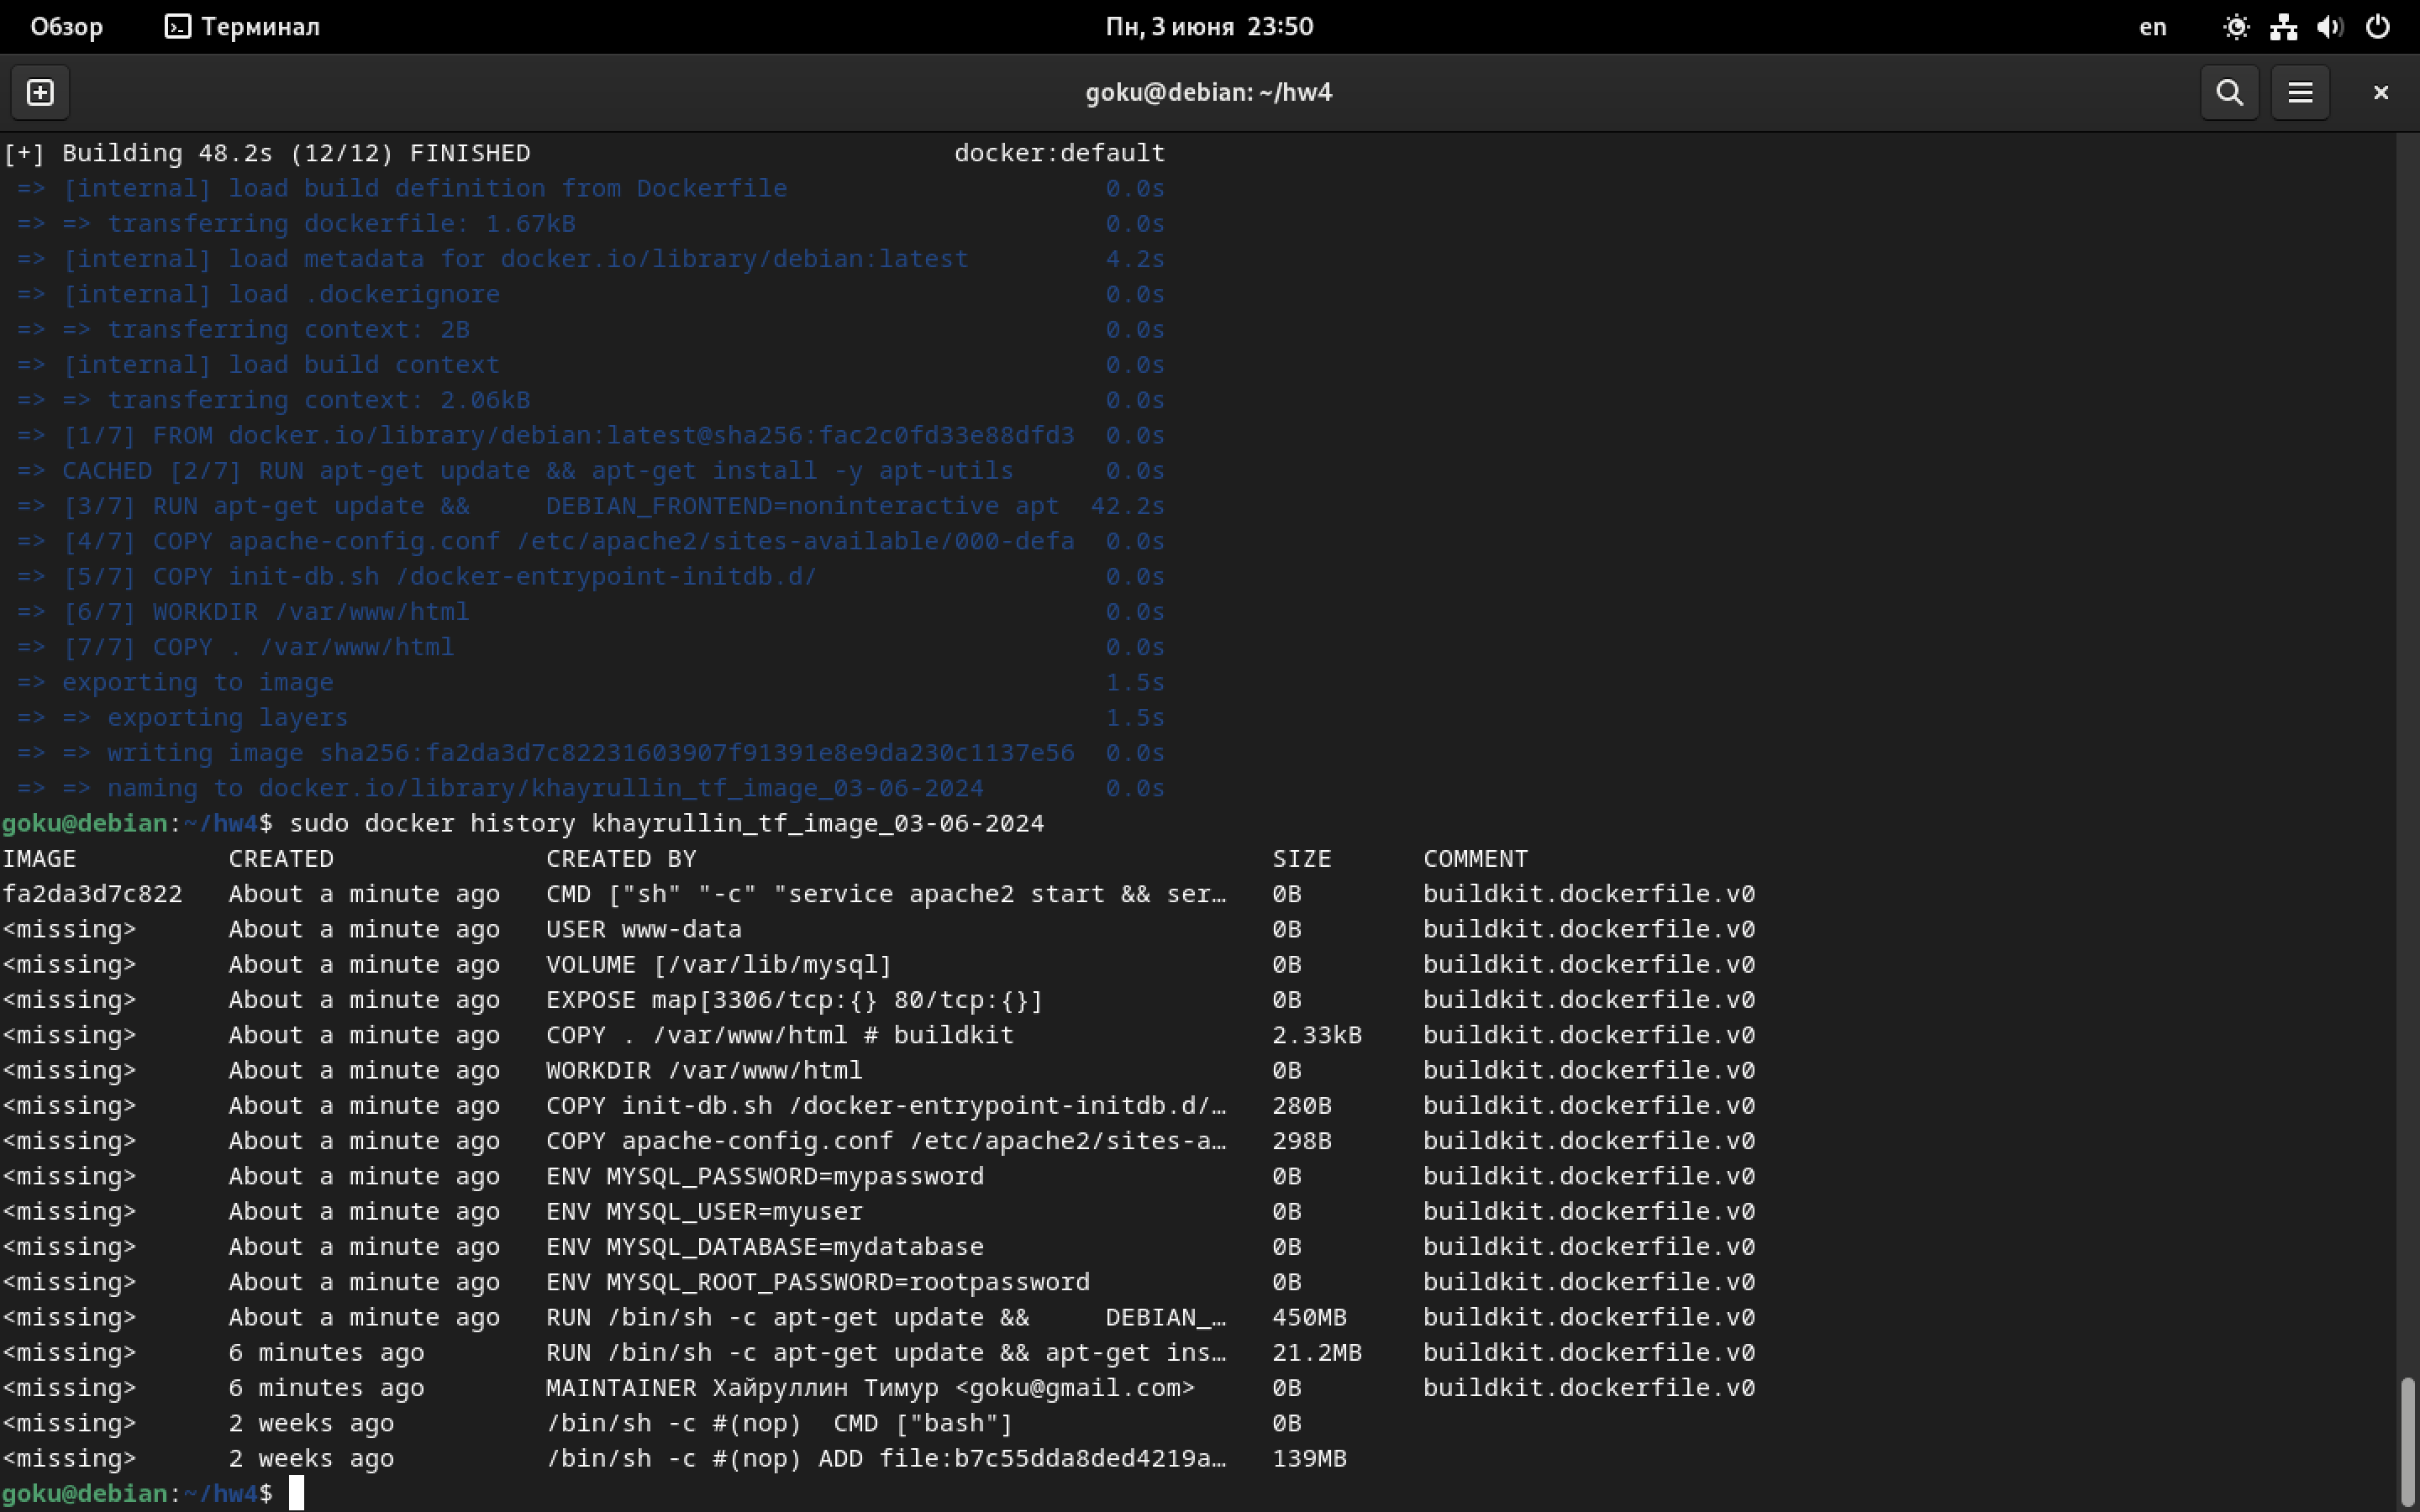 Обзор Терминал Пн, 3 июня 23:50 en
goku@debian: ~/hw4
[+] Building 48.2s (12/12) FINISHED docker:default
=> [internal] load build definition from Dockerfile 0.0s
=> => transferring dockerfile: 1.67kB 0.0s
=> [internal] load metadata for docker.io/library/debian:latest 4.2s
=> [internal] load .dockerignore 0.0s
=> => transferring context: 2B 0.0s
=> [internal] load build context 0.0s
=> => transferring context: 2.06kB 0.0s
=> [1/7] FROM docker.io/library/debian:latest@sha256:fac2c0fd33e88dfd3 0.0s
=> CACHED [2/7] RUN apt-get update && apt-get install -y apt-utils 0.0s
=> [3/7] RUN apt-get update &&     DEBIAN_FRONTEND=noninteractive apt 42.2s
=> [4/7] COPY apache-config.conf /etc/apache2/sites-available/000-defa 0.0s
=> [5/7] COPY init-db.sh /docker-entrypoint-initdb.d/ 0.0s
=> [6/7] WORKDIR /var/www/html 0.0s
=> [7/7] COPY . /var/www/html 0.0s
=> exporting to image 1.5s
=> => exporting layers 1.5s
=> => writing image sha256:fa2da3d7c82231603907f91391e8e9da230c1137e56 0.0s
=> => naming to docker.io/library/khayrullin_tf_image_03-06-2024 0.0s
goku@debian:~/hw4$ sudo docker history khayrullin_tf_image_03-06-2024
IMAGE CREATED CREATED BY SIZE COMMENT
fa2da3d7c822 About a minute ago CMD ["sh" "-c" "service apache2 start && ser… 0B buildkit.dockerfile.v0
<missing> About a minute ago USER www-data 0B buildkit.dockerfile.v0
<missing> About a minute ago VOLUME [/var/lib/mysql] 0B buildkit.dockerfile.v0
<missing> About a minute ago EXPOSE map[3306/tcp:{} 80/tcp:{}] 0B buildkit.dockerfile.v0
<missing> About a minute ago COPY . /var/www/html # buildkit 2.33kB buildkit.dockerfile.v0
<missing> About a minute ago WORKDIR /var/www/html 0B buildkit.dockerfile.v0
<missing> About a minute ago COPY init-db.sh /docker-entrypoint-initdb.d/… 280B buildkit.dockerfile.v0
<missing> About a minute ago COPY apache-config.conf /etc/apache2/sites-a… 298B buildkit.dockerfile.v0
<missing> About a minute ago ENV MYSQL_PASSWORD=mypassword 0B buildkit.dockerfile.v0
<missing> About a minute ago ENV MYSQL_USER=myuser 0B buildkit.dockerfile.v0
<missing> About a minute ago ENV MYSQL_DATABASE=mydatabase 0B buildkit.dockerfile.v0
<missing> About a minute ago ENV MYSQL_ROOT_PASSWORD=rootpassword 0B buildkit.dockerfile.v0
<missing> About a minute ago RUN /bin/sh -c apt-get update &&     DEBIAN_… 450MB buildkit.dockerfile.v0
<missing> 6 minutes ago RUN /bin/sh -c apt-get update && apt-get ins… 21.2MB buildkit.dockerfile.v0
<missing> 6 minutes ago MAINTAINER Хайруллин Тимур <goku@gmail.com> 0B buildkit.dockerfile.v0
<missing> 2 weeks ago /bin/sh -c #(nop)  CMD ["bash"] 0B
<missing> 2 weeks ago /bin/sh -c #(nop) ADD file:b7c55dda8ded4219a… 139MB
goku@debian:~/hw4$